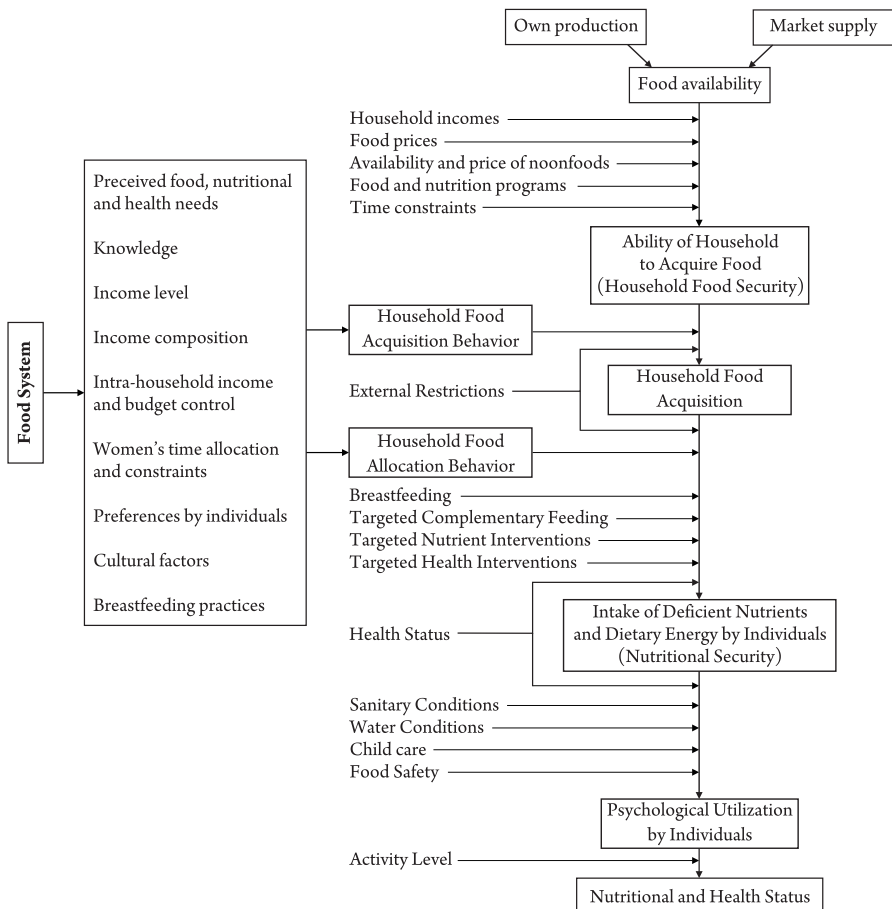 Own production
Market supply
Food availability
Household incomes
Food prices
Availability and price of noonfoods
Food and nutrition programs
Time constraints
Ability of Household
to Acquire Food
(Household Food Security)
Food System
Preceived food, nutritional
and health needs
Knowledge
Income level
Income composition
Intra-household income
and budget control
Women's time allocation
and constraints
Preferences by individuals
Cultural factors
Breastfeeding practices
Household Food
Acquisition Behavior
External Restrictions
Household Food
Acquisition
Household Food
Allocation Behavior
Breastfeeding
Targeted Complementary Feeding
Targeted Nutrient Interventions
Targeted Health Interventions
Health Status
Intake of Deficient Nutrients
and Dietary Energy by Individuals
(Nutritional Security)
Sanitary Conditions
Water Conditions
Child care
Food Safety
Psychological Utilization
by Individuals
Activity Level
Nutritional and Health Status